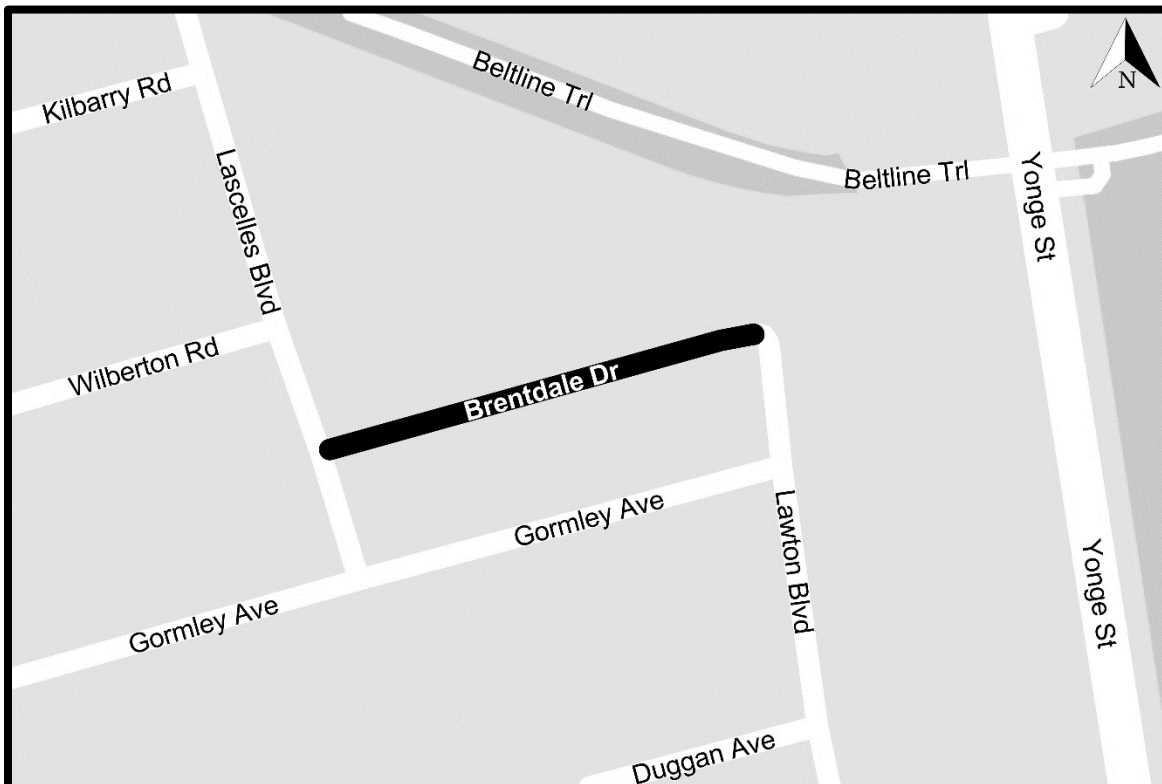 N
Beltline Trl
Kilbarry Rd
Lascelles Blvd
Beltline Trl
Yonge St
Wilberton Rd
Brentdale Dr
Gormley Ave
Lawton Blvd
Yonge St
Gormley Ave
Duggan Ave